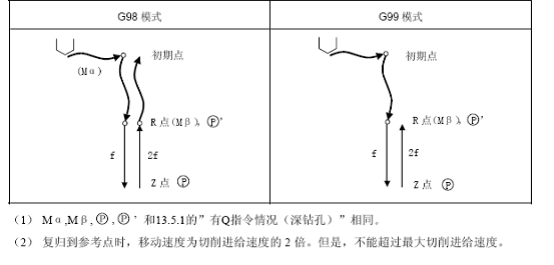 G98 模式
G99 模式
初期点
(Mα)
R 点(Mβ)、Ⓟ’
f
2f
Z 点 Ⓟ
初期点
R 点(Mβ)、Ⓟ’
f
2f
Z 点 Ⓟ
（1） Mα,Mβ,Ⓟ,Ⓟ’ 和13.5.1的”有Q指令情况（深钻孔）”相同。
（2） 复归到参考点时，移动速度为切削进给速度的 2 倍。但是，不能超过最大切削进给速度。